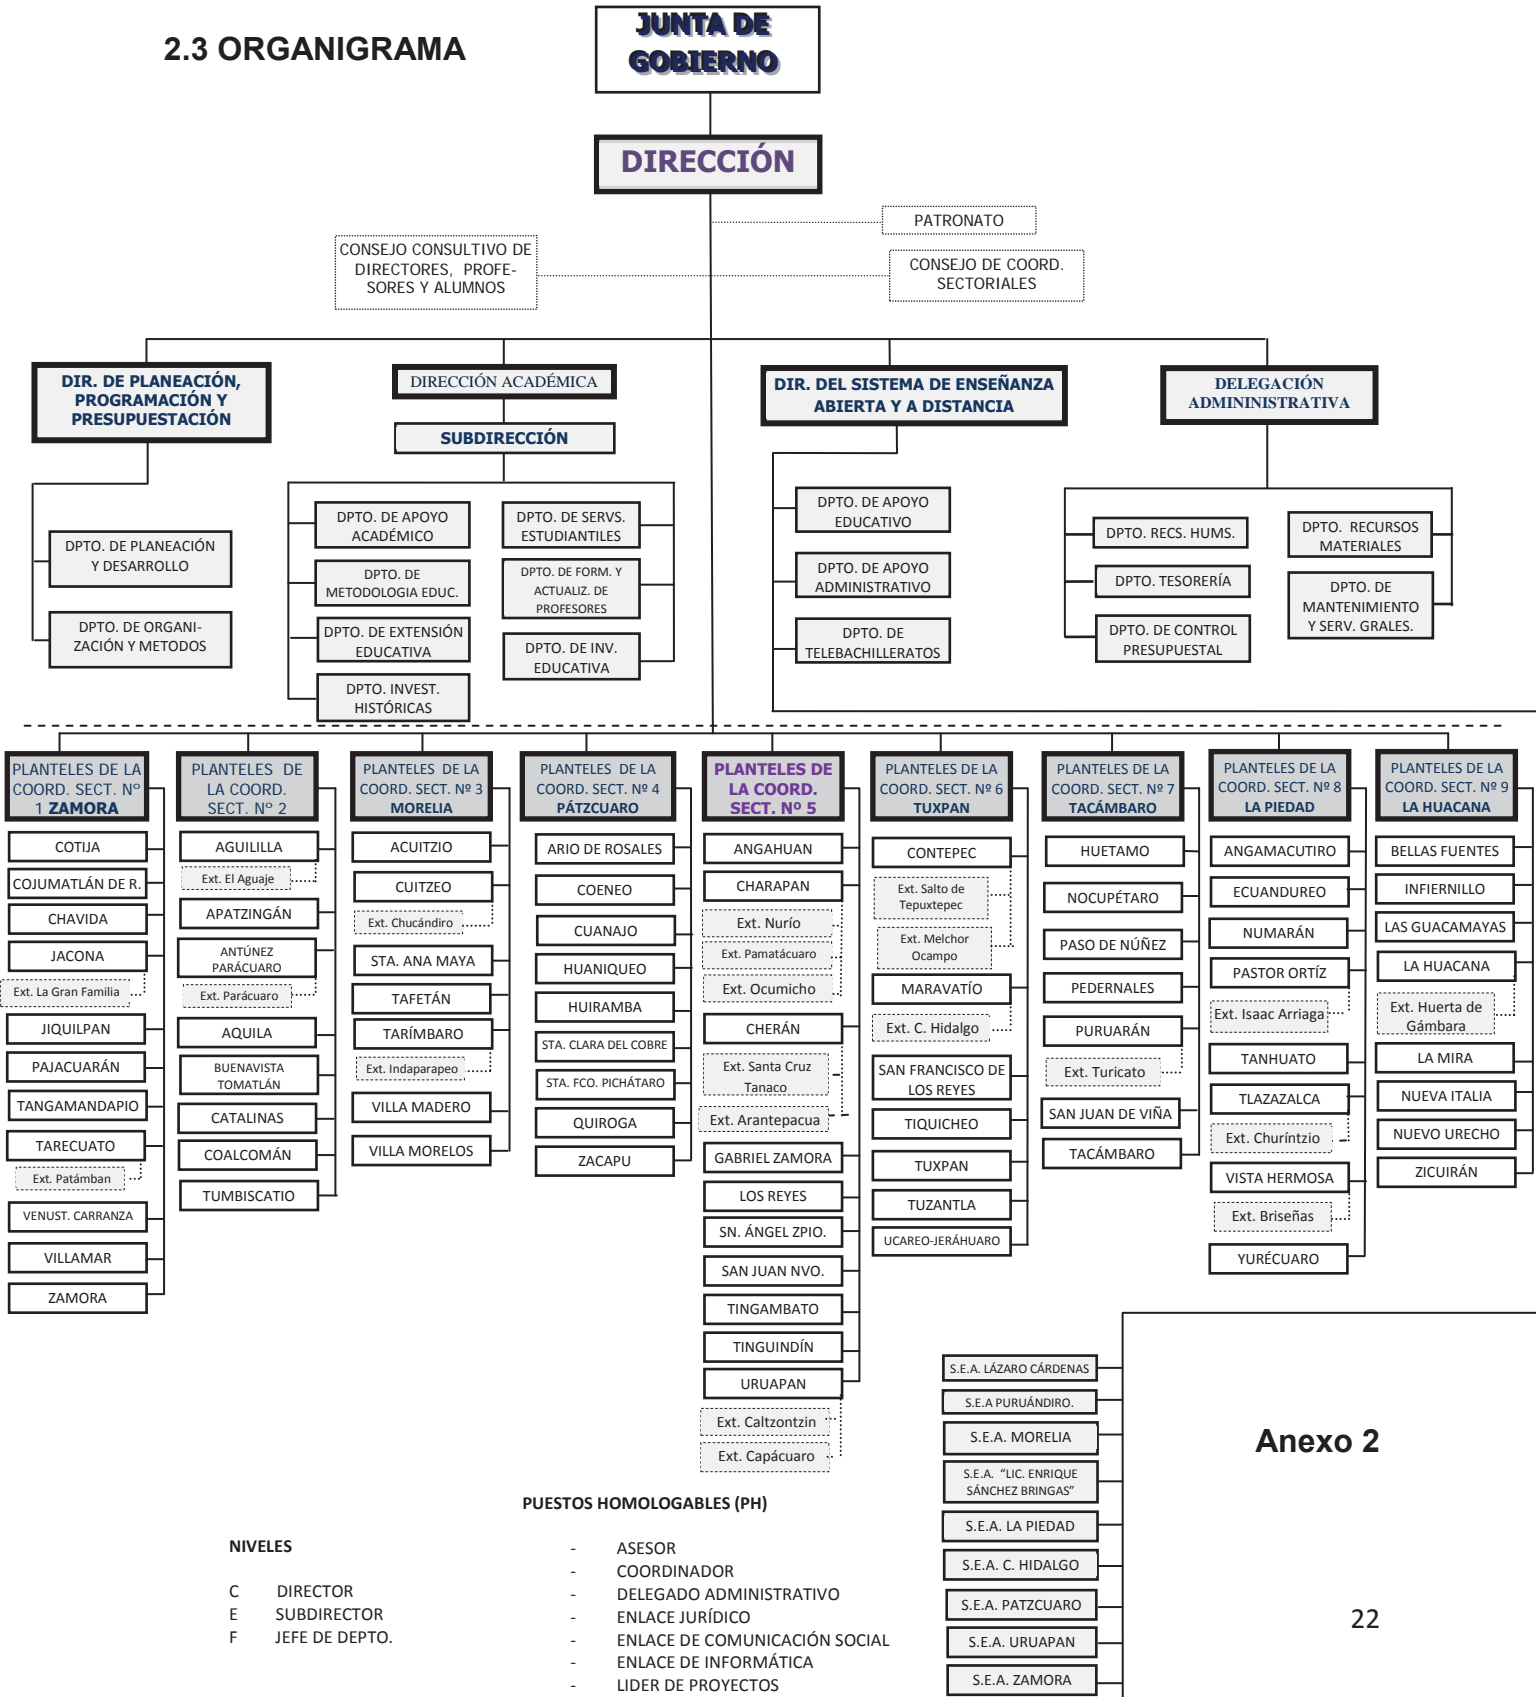 2.3 ORGANIGRAMA
JUNTA DE
GOBIERNO
DIRECCIÓN
PATRONATO
CONSEJO CONSULTIVO DE
DIRECTORES, PROFE-
SORES Y ALUMNOS
CONSEJO DE COORD.
SECTORIALES
DIR. DE PLANEACIÓN,
PROGRAMACIÓN Y
PRESUPUESTACIÓN
DIRECCIÓN ACADÉMICA
SUBDIRECCIÓN
DIR. DEL SISTEMA DE ENSEÑANZA
ABIERTA Y A DISTANCIA
DELEGACIÓN
ADMININISTRATIVA
DPTO. DE PLANEACIÓN
Y DESARROLLO
DPTO. DE ORGANI-
ZACIÓN Y METODOS
DPTO. DE APOYO
ACADÉMICO
DPTO. DE
METODOLOGIA EDUC.
DPTO. DE EXTENSIÓN
EDUCATIVA
DPTO. INVEST.
HISTÓRICAS
DPTO. DE SERVS.
ESTUDIANTILES
DPTO. DE FORM. Y
ACTUALIZ. DE
PROFESORES
DPTO. DE INV.
EDUCATIVA
DPTO. DE APOYO
EDUCATIVO
DPTO. DE APOYO
ADMINISTRATIVO
DPTO. DE
TELEBACHILLERATOS
DPTO. RECS. HUMS.
DPTO. TESORERÍA
DPTO. DE CONTROL
PRESUPUESTAL
DPTO. RECURSOS
MATERIALES
DPTO. DE
MANTENIMIENTO
Y SERV. GRALES.
PLANTELES DE LA
COORD. SECT. Nº
1 ZAMORA
COTIJA
COJUMATLÁN DE R.
CHAVIDA
JACONA
Ext. La Gran Familia
JIQUILPAN
PAJACUARÁN
TANGAMANDAPIO
TARECUATO
Ext. Patámban
VENUST. CARRANZA
VILLAMAR
ZAMORA
PLANTELES DE
LA COORD.
SECT. Nº 2
AGUILILLA
Ext. El Aguaje
APATZINGÁN
ANTÚNEZ
PARÁCUARO
Ext. Parácuaro
AQUILA
BUENAVISTA
TOMATLÁN
CATALINAS
COALCOMÁN
TUMBISCATIO
PLANTELES DE LA
COORD. SECT. Nº 3
MORELIA
ACUITZIO
CUITZEO
Ext. Chucándiro
STA. ANA MAYA
TAFETÁN
TARÍMBARO
Ext. Indaparapeo
VILLA MADERO
VILLA MORELOS
PLANTELES DE LA
COORD. SECT. Nº 4
PÁTZCUARO
ARIO DE ROSALES
COENEO
CUANAJO
HUANIQUEO
HUIRAMBA
STA. CLARA DEL COBRE
STA. FCO. PICHÁTARO
QUIROGA
ZACAPU
PLANTELES DE
LA COORD.
SECT. Nº 5
ANGAHUAN
CHARAPAN
Ext. Nurío
Ext. Pamatácuaro
Ext. Ocumicho
CHERÁN
Ext. Santa Cruz
Tanaco
Ext. Arantepacua
GABRIEL ZAMORA
LOS REYES
SN. ÁNGEL ZPIO.
SAN JUAN NVO.
TINGAMBATO
TINGUINDÍN
URUAPAN
Ext. Caltzontzin
Ext. Capácuaro
PLANTELES DE LA
COORD. SECT. Nº 6
TUXPAN
CONTEPEC
Ext. Salto de
Tepuxtepec
Ext. Melchor
Ocampo
MARAVATÍO
Ext. C. Hidalgo
SAN FRANCISCO DE
LOS REYES
TIQUICHEO
TUXPAN
TUZANTLA
UCAREO-JERÁHUARO
PLANTELES DE LA
COORD. SECT. Nº 7
TACÁMBARO
HUETAMO
NOCUPÉTARO
PASO DE NÚÑEZ
PEDERNALES
PURUARÁN
Ext. Turicato
SAN JUAN DE VIÑA
TACÁMBARO
PLANTELES DE LA
COORD. SECT. Nº 8
LA PIEDAD
ANGAMACUTIRO
ECUANDUREO
NUMARÁN
PASTOR ORTÍZ
Ext. Isaac Arriaga
TANHUATO
TLAZAZALCA
Ext. Churíntzio
VISTA HERMOSA
Ext. Briseñas
YURÉCUARO
PLANTELES DE LA
COORD. SECT. Nº 9
LA HUACANA
BELLAS FUENTES
INFIERNILLO
LAS GUACAMAYAS
LA HUACANA
Ext. Huerta de
Gámbara
LA MIRA
NUEVA ITALIA
NUEVO URECHO
ZICUIRÁN
S.E.A. LÁZARO CÁRDENAS
S.E.A PURUÁNDIRO.
S.E.A. MORELIA
S.E.A. “LIC. ENRIQUE
SÁNCHEZ BRINGAS”
S.E.A. LA PIEDAD
S.E.A. C. HIDALGO
S.E.A. PATZCUARO
S.E.A. URUAPAN
S.E.A. ZAMORA
Anexo 2
PUESTOS HOMOLOGABLES (PH)
NIVELES
C DIRECTOR
E SUBDIRECTOR
F JEFE DE DEPTO.
- ASESOR
- COORDINADOR
- DELEGADO ADMINISTRATIVO
- ENLACE JURÍDICO
- ENLACE DE COMUNICACIÓN SOCIAL
- ENLACE DE INFORMÁTICA
- LIDER DE PROYECTOS
22